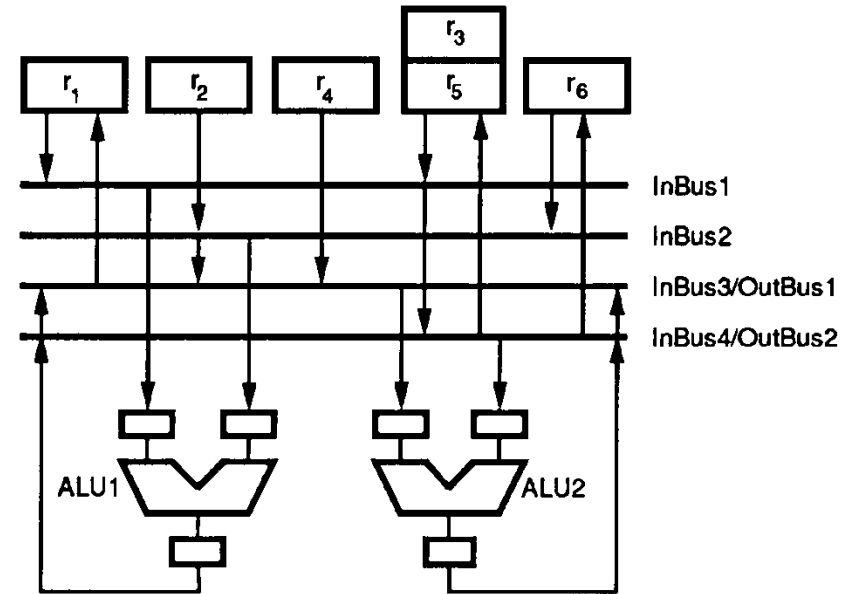 r3
r1 r2 r4 r5 r6
InBus1
InBus2
InBus3/OutBus1
InBus4/OutBus2
ALU1 ALU2